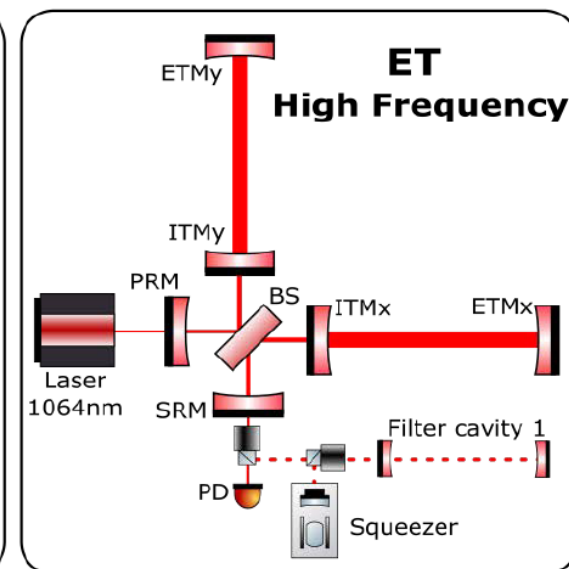 ETMy
ET
High Frequency
ITMy
PRM
BS
ITMx
ETMx
Laser
1064nm
SRM
Filter cavity 1
PD
Squeezer